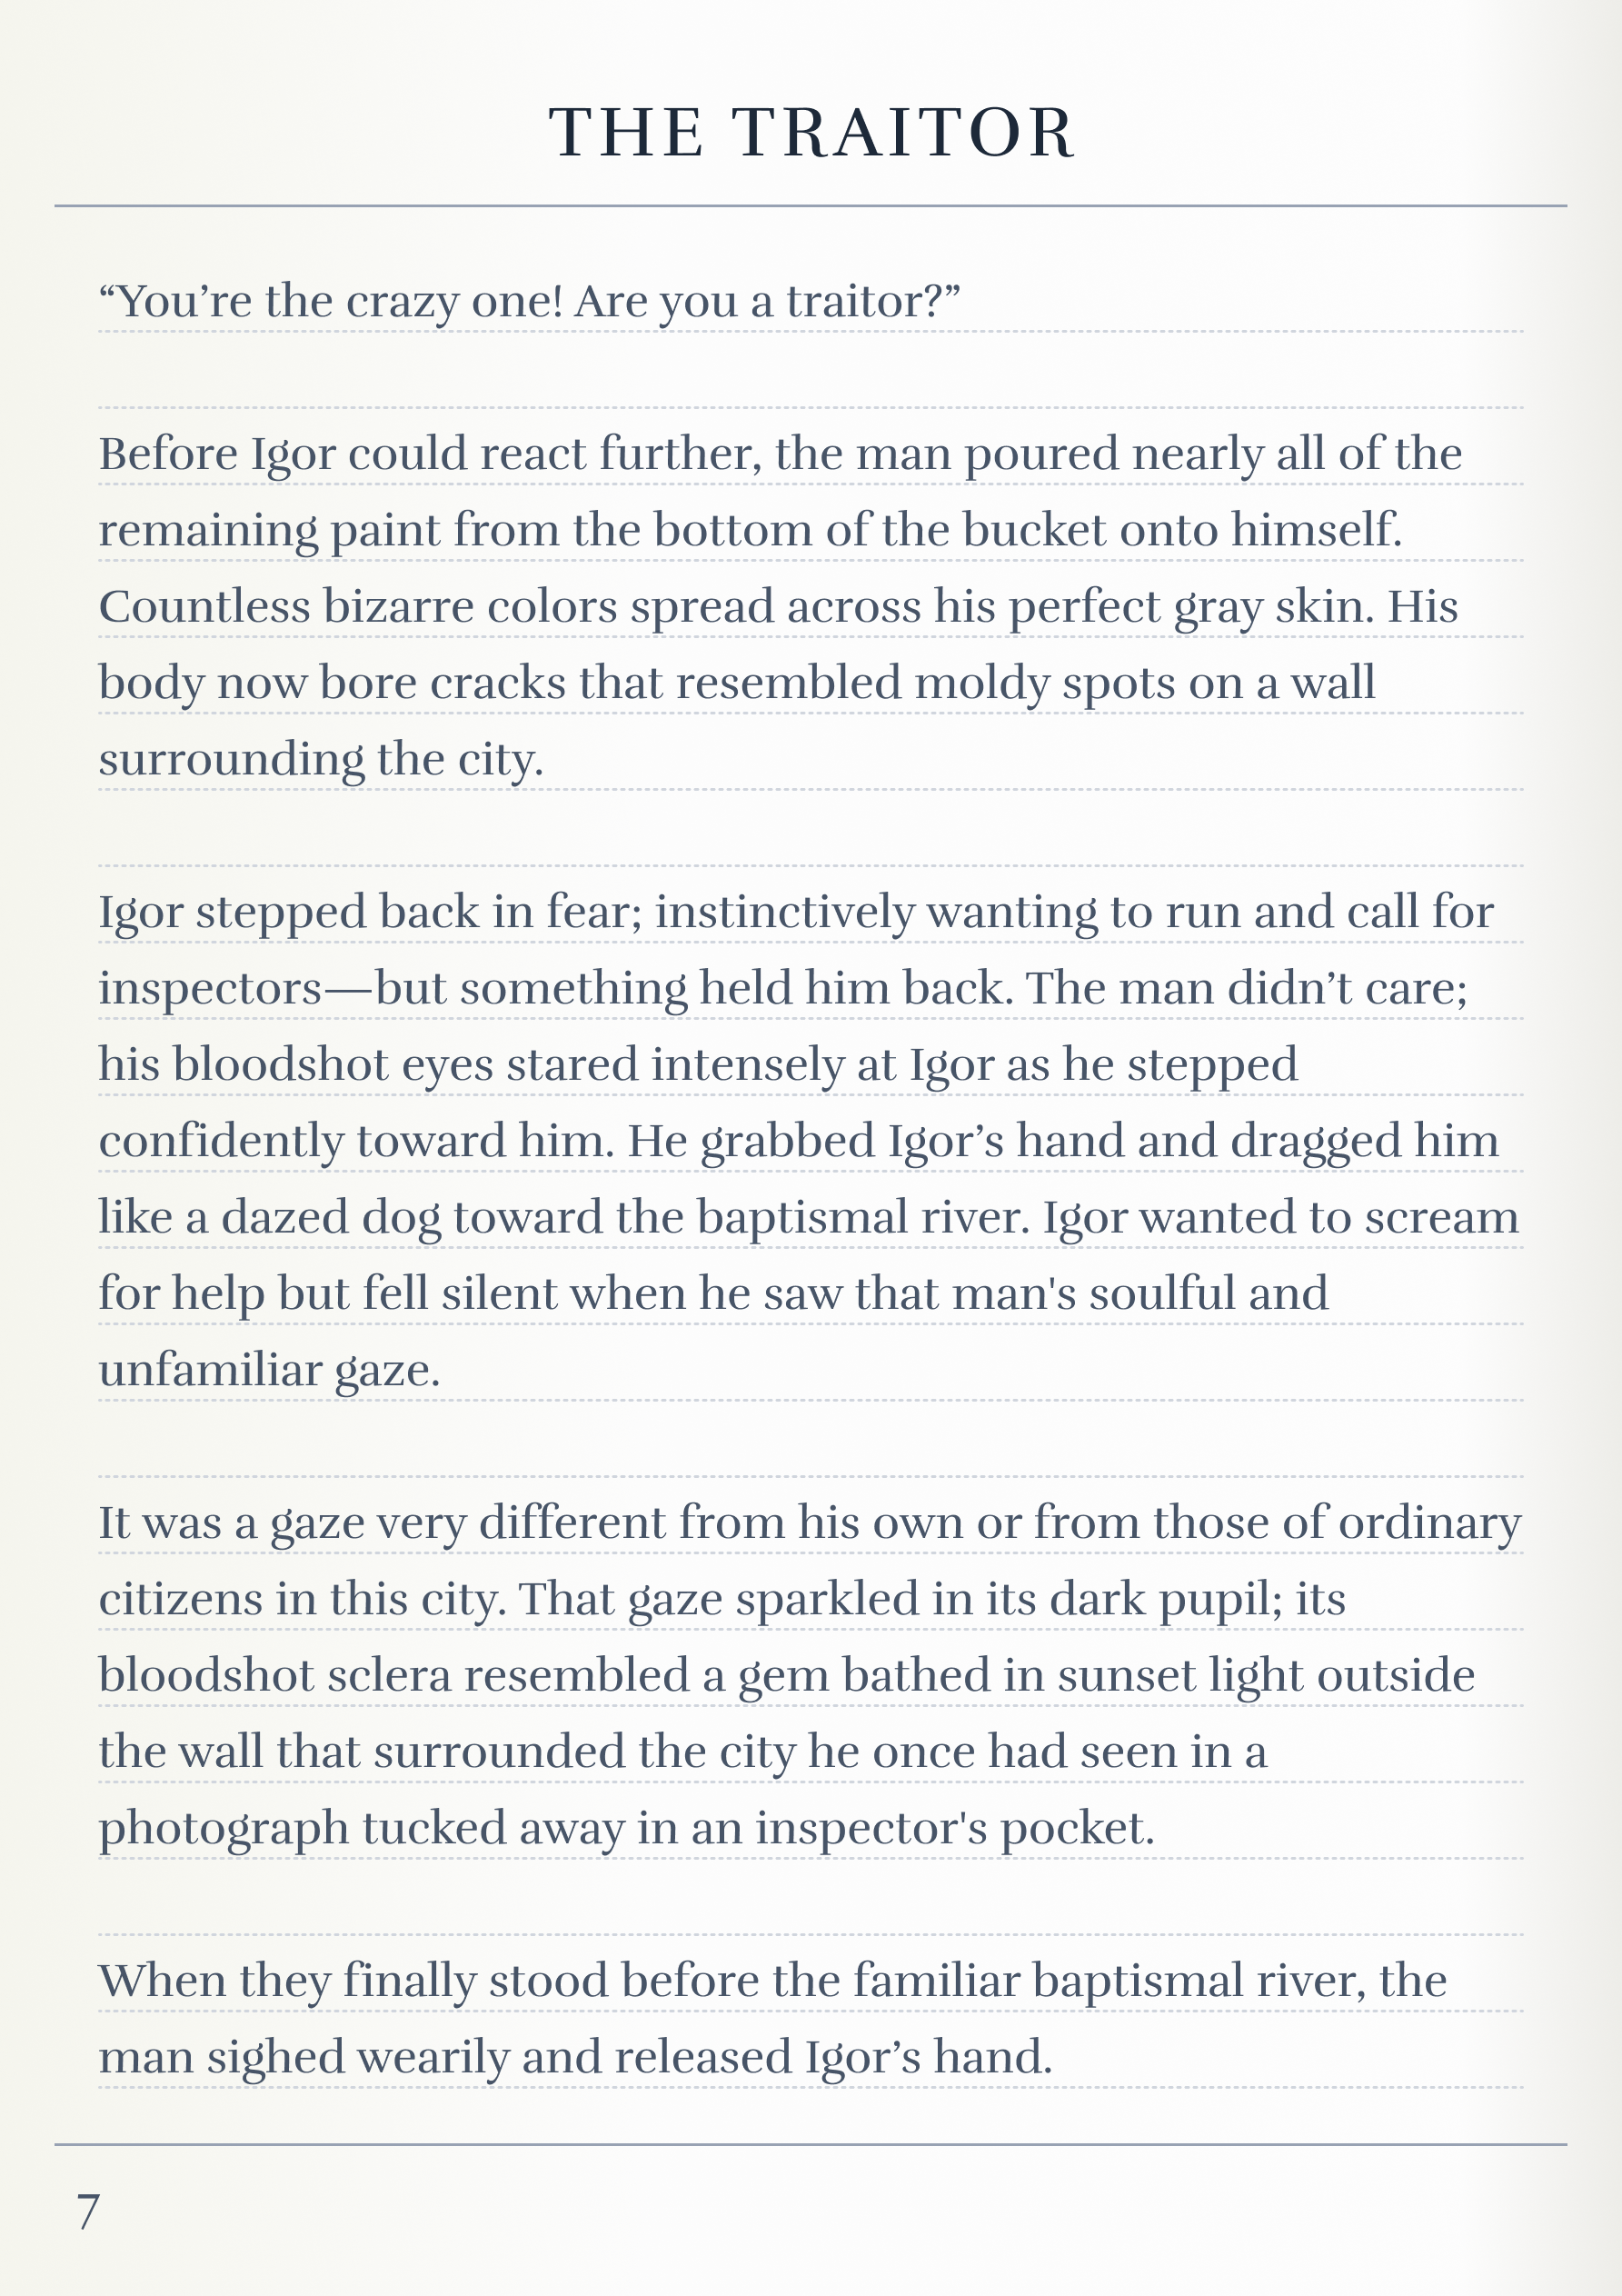 THE TRAITOR
“You’re the crazy one! Are you a traitor?”
Before Igor could react further, the man poured nearly all of the
remaining paint from the bottom of the bucket onto himself.
Countless bizarre colors spread across his perfect gray skin. His
body now bore cracks that resembled moldy spots on a wall
surrounding the city.
Igor stepped back in fear; instinctively wanting to run and call for
inspectors—but something held him back. The man didn’t care;
his bloodshot eyes stared intensely at Igor as he stepped
confidently toward him. He grabbed Igor’s hand and dragged him
like a dazed dog toward the baptismal river. Igor wanted to scream
for help but fell silent when he saw that man's soulful and
unfamiliar gaze.
It was a gaze very different from his own or from those of ordinary
citizens in this city. That gaze sparkled in its dark pupil; its
bloodshot sclera resembled a gem bathed in sunset light outside
the wall that surrounded the city he once had seen in a
photograph tucked away in an inspector's pocket.
When they finally stood before the familiar baptismal river, the
man sighed wearily and released Igor’s hand.
7